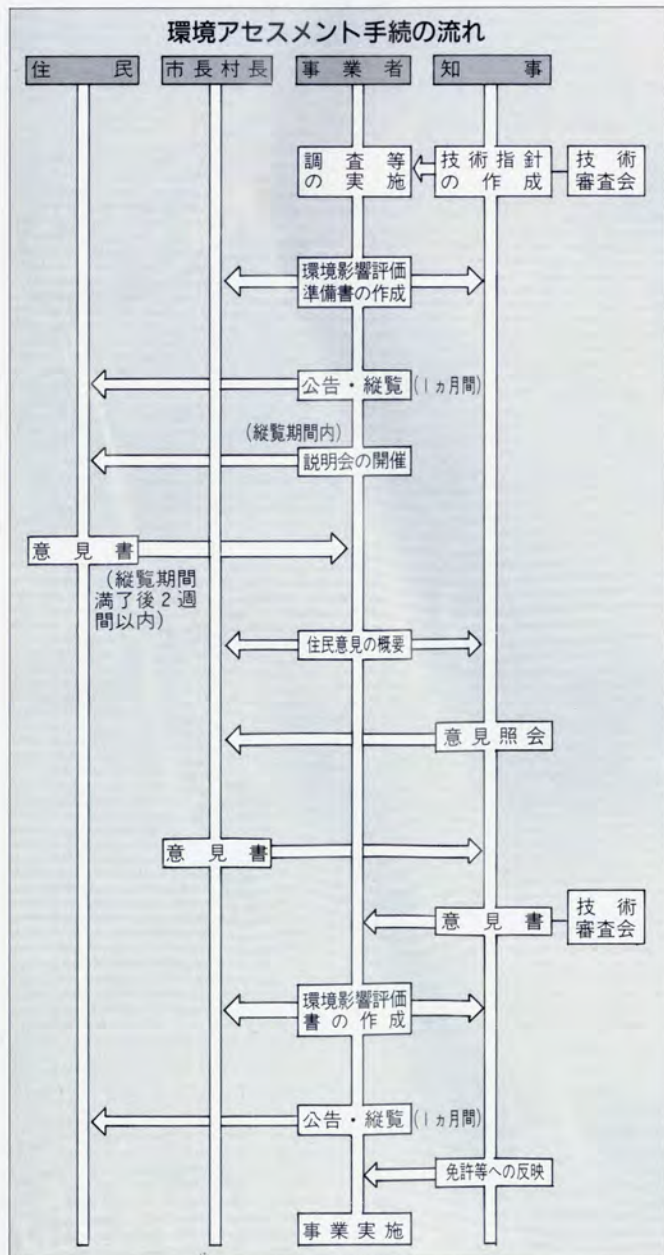 環境アセスメント手続の流れ
住民
市長村長
事業者
知事
調査等
の実施
技術指針
の作成
技術
審査会
環境影響評価
準備書の作成
公告・縦覧
(1ヵ月間)
(縦覧期間内)
説明会の開催
意見書
(縦覧期間
満了後2週
間以内)
住民意見の概要
意見照会
意見書
意見書
技術
審査会
環境影響評価
書の作成
公告・縦覧
(1ヵ月間)
免許等への反映
事業実施